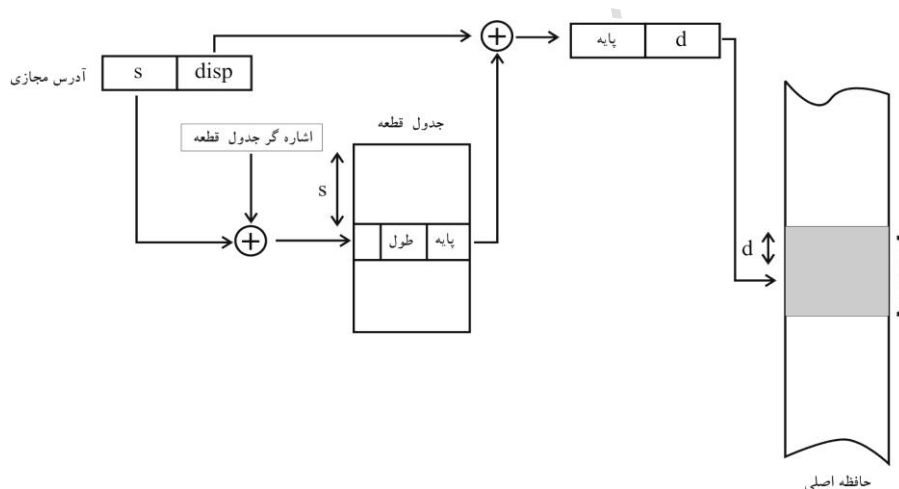 پایه d
آدرس مجازی s disp
جدول قطعه
اشاره گر جدول قطعه
s
طول پایه
d
حافظه اصلی